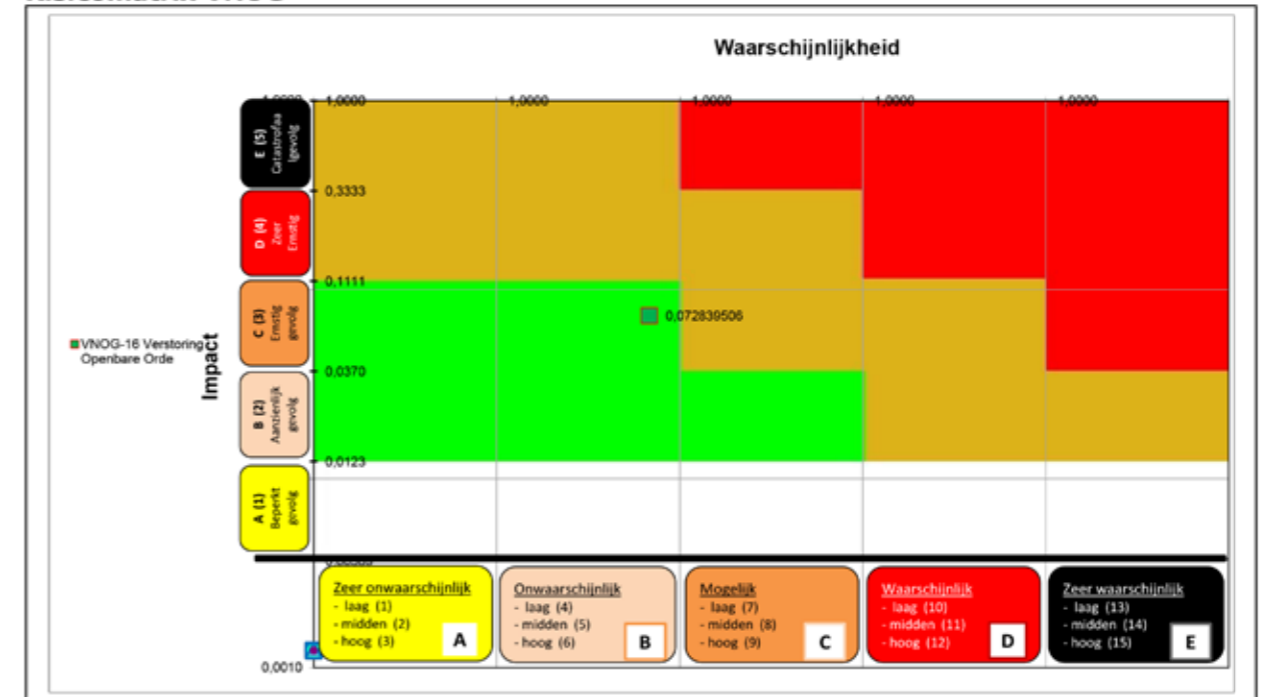 Waarschijnlijkheid
1,0000
1,0000
1,0000
1,0000
1,0000
E (5)
Catastrofaa
lgevolg
0,3333
D (4)
Zeer
Ernstig
0,1111
C (3)
Ernstig
gevolg
0,072839506
VNOG-16 Verstoring
Openbare Orde
Impact
0,0370
B (2)
Aanzienlijk
gevolg
0,0123
A (1)
Beperkt
gevolg
Zeer onwaarschijnlijk
- laag (1)
- midden (2)
- hoog (3)
A
Onwaarschijnlijk
- laag (4)
- midden (5)
- hoog (6)
B
Mogelijk
- laag (7)
- midden (8)
- hoog (9)
C
Waarschijnlijk
- laag (10)
- midden (11)
- hoog (12)
D
Zeer waarschijnlijk
- laag (13)
- midden (14)
- hoog (15)
E
0,0010